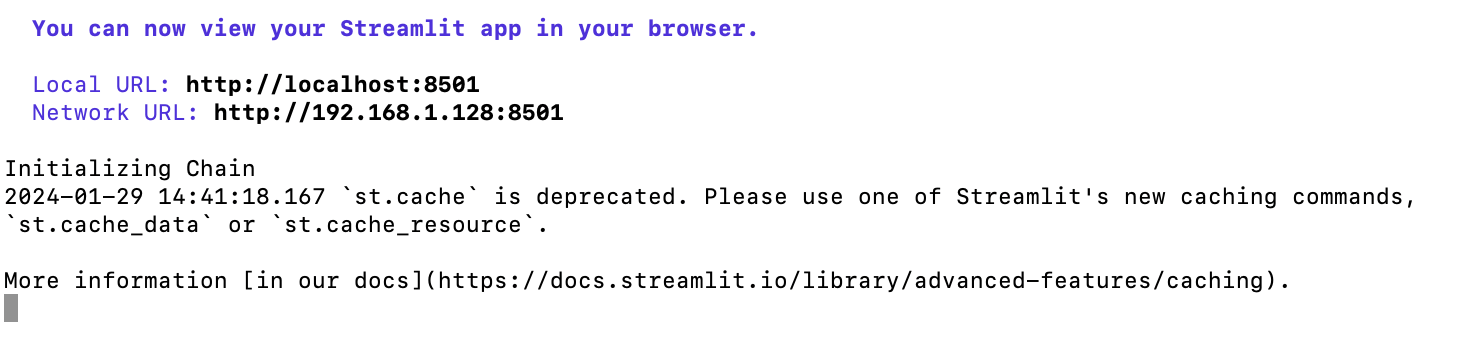 You can now view your Streamlit app in your browser.
Local URL: http://localhost:8501
Network URL: http://192.168.1.128:8501
Initializing Chain
2024-01-29 14:41:18.167 `st.cache` is deprecated. Please use one of Streamlit's new caching commands,
`st.cache_data` or `st.cache_resource`.
More information [in our docs](https://docs.streamlit.io/library/advanced-features/caching).